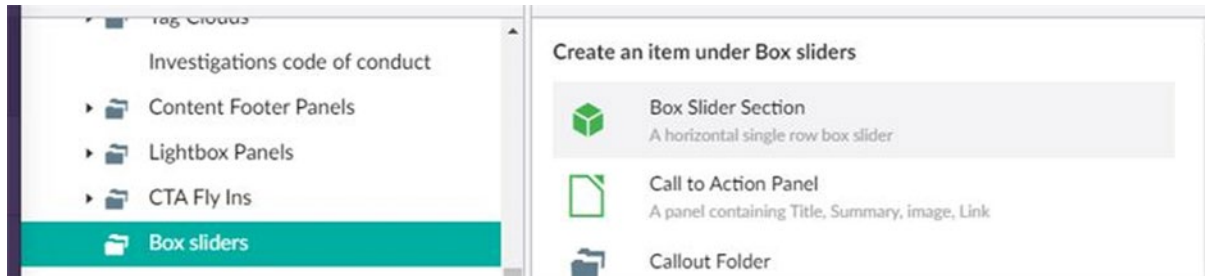 Tag Clouds
Investigations code of conduct
Content Footer Panels
Lightbox Panels
CTA Fly Ins
Box sliders
Create an item under Box sliders
Box Slider Section
A horizontal single row box slider
Call to Action Panel
A panel containing Title, Summary, image, Link
Callout Folder